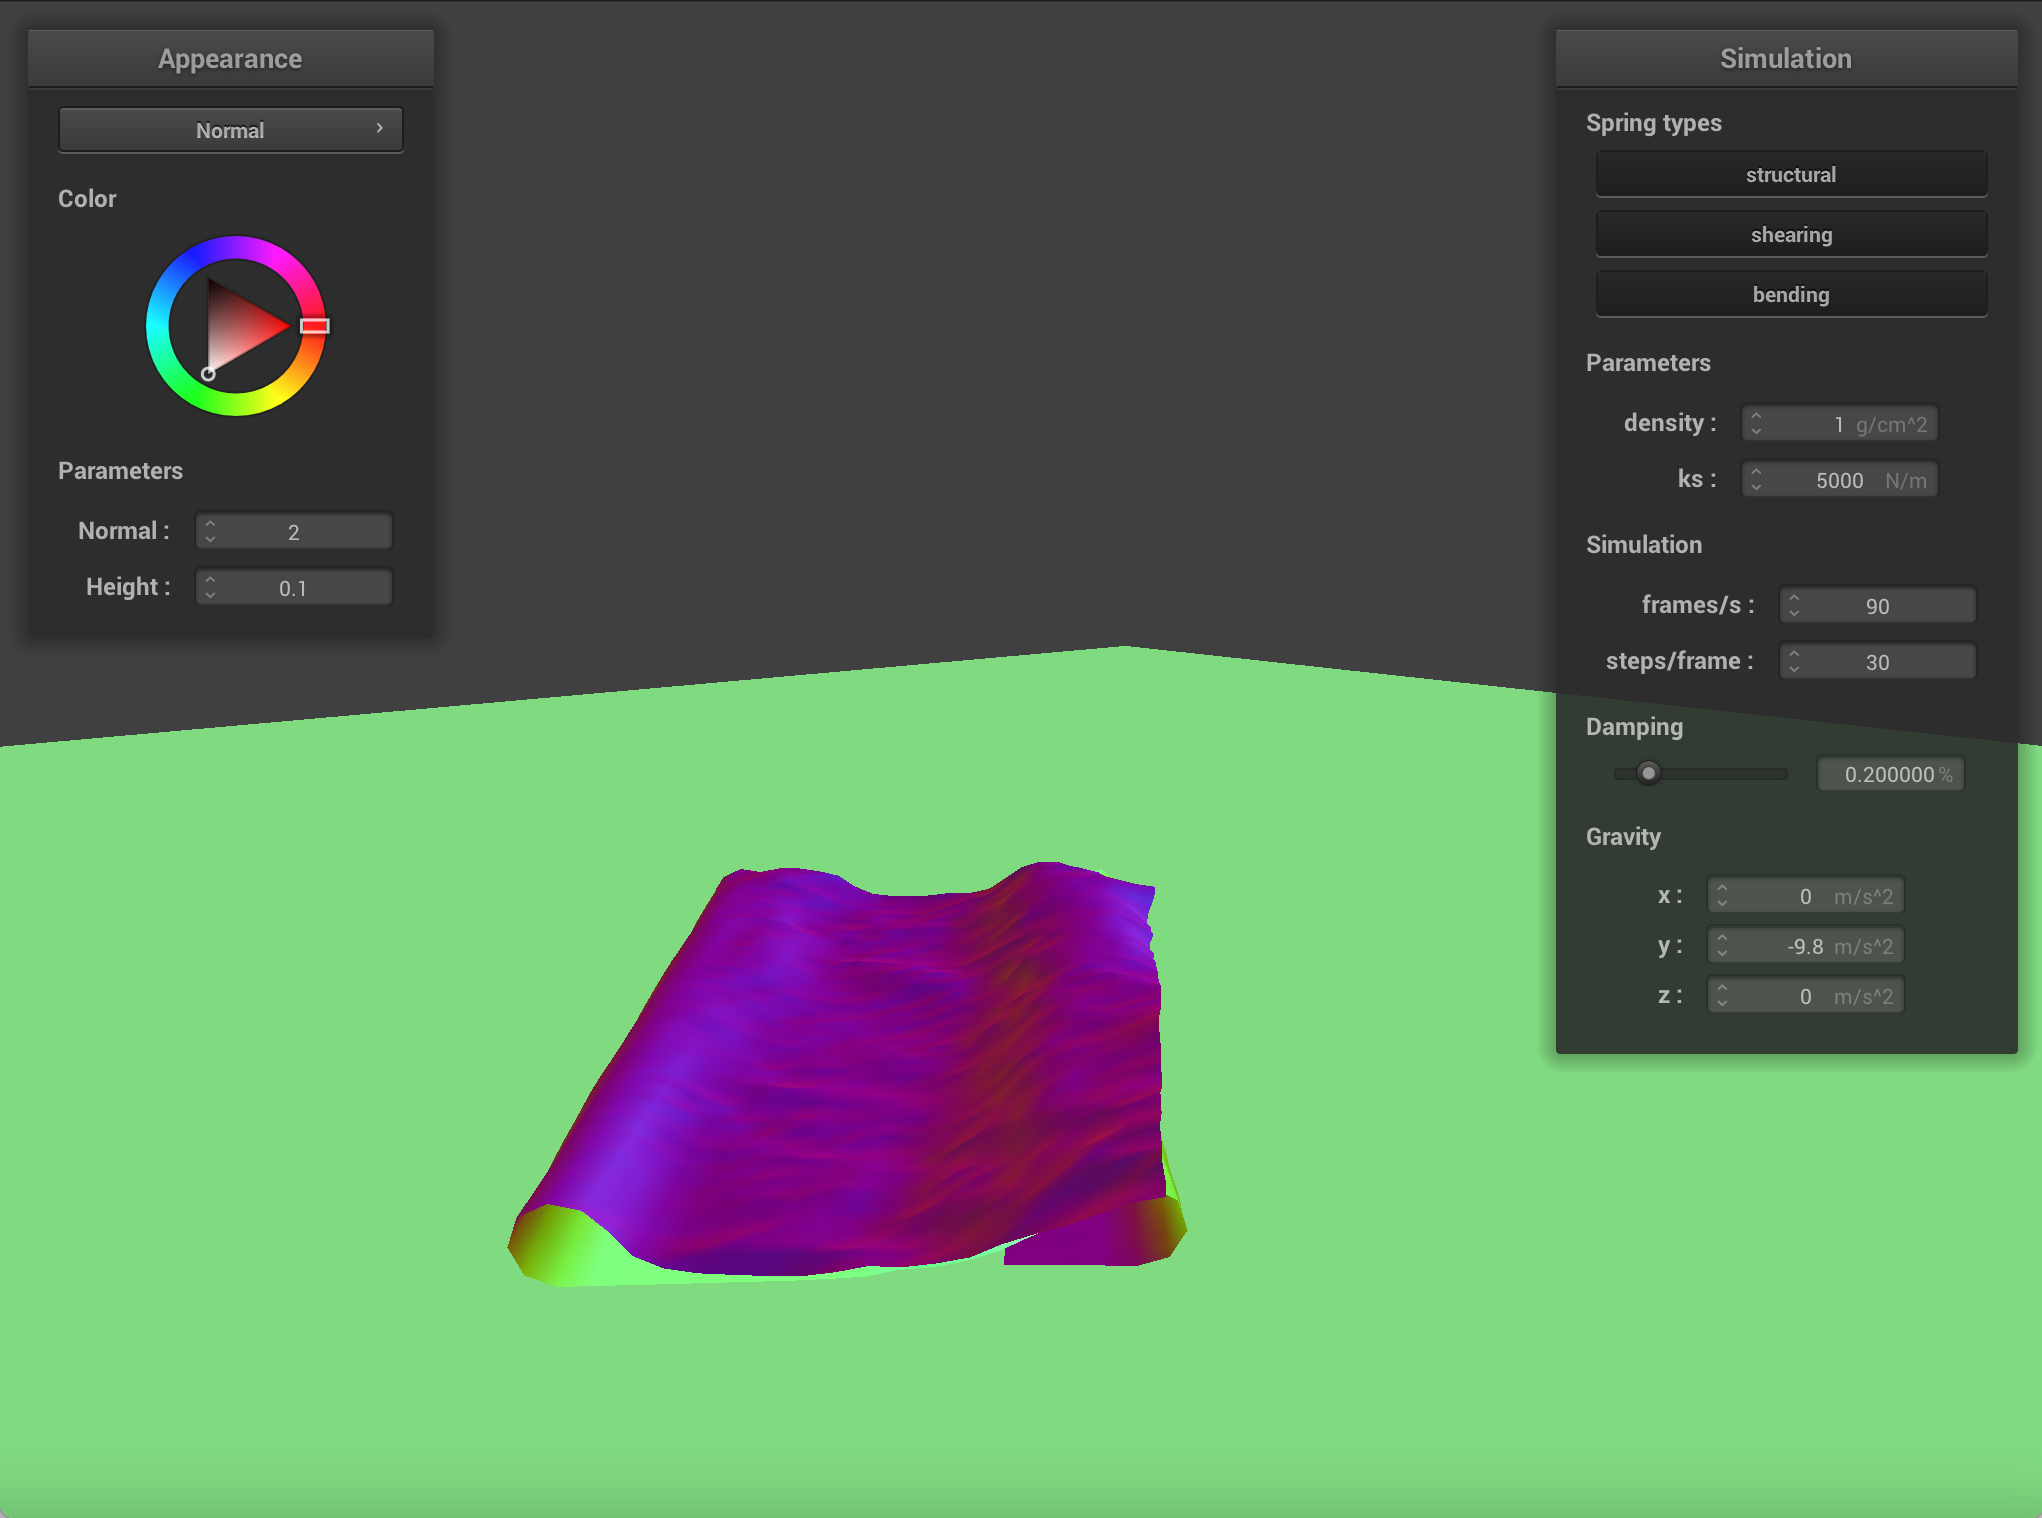 Appearance
Normal
Color
Parameters
Normal : 2
Height : 0.1
Simulation
Spring types
structural
shearing
bending
Parameters
density : 1 g/cm^2
ks : 5000 N/m
Simulation
frames/s : 90
steps/frame : 30
Damping
0.200000 %
Gravity
x : 0 m/s^2
y : -9.8 m/s^2
z : 0 m/s^2